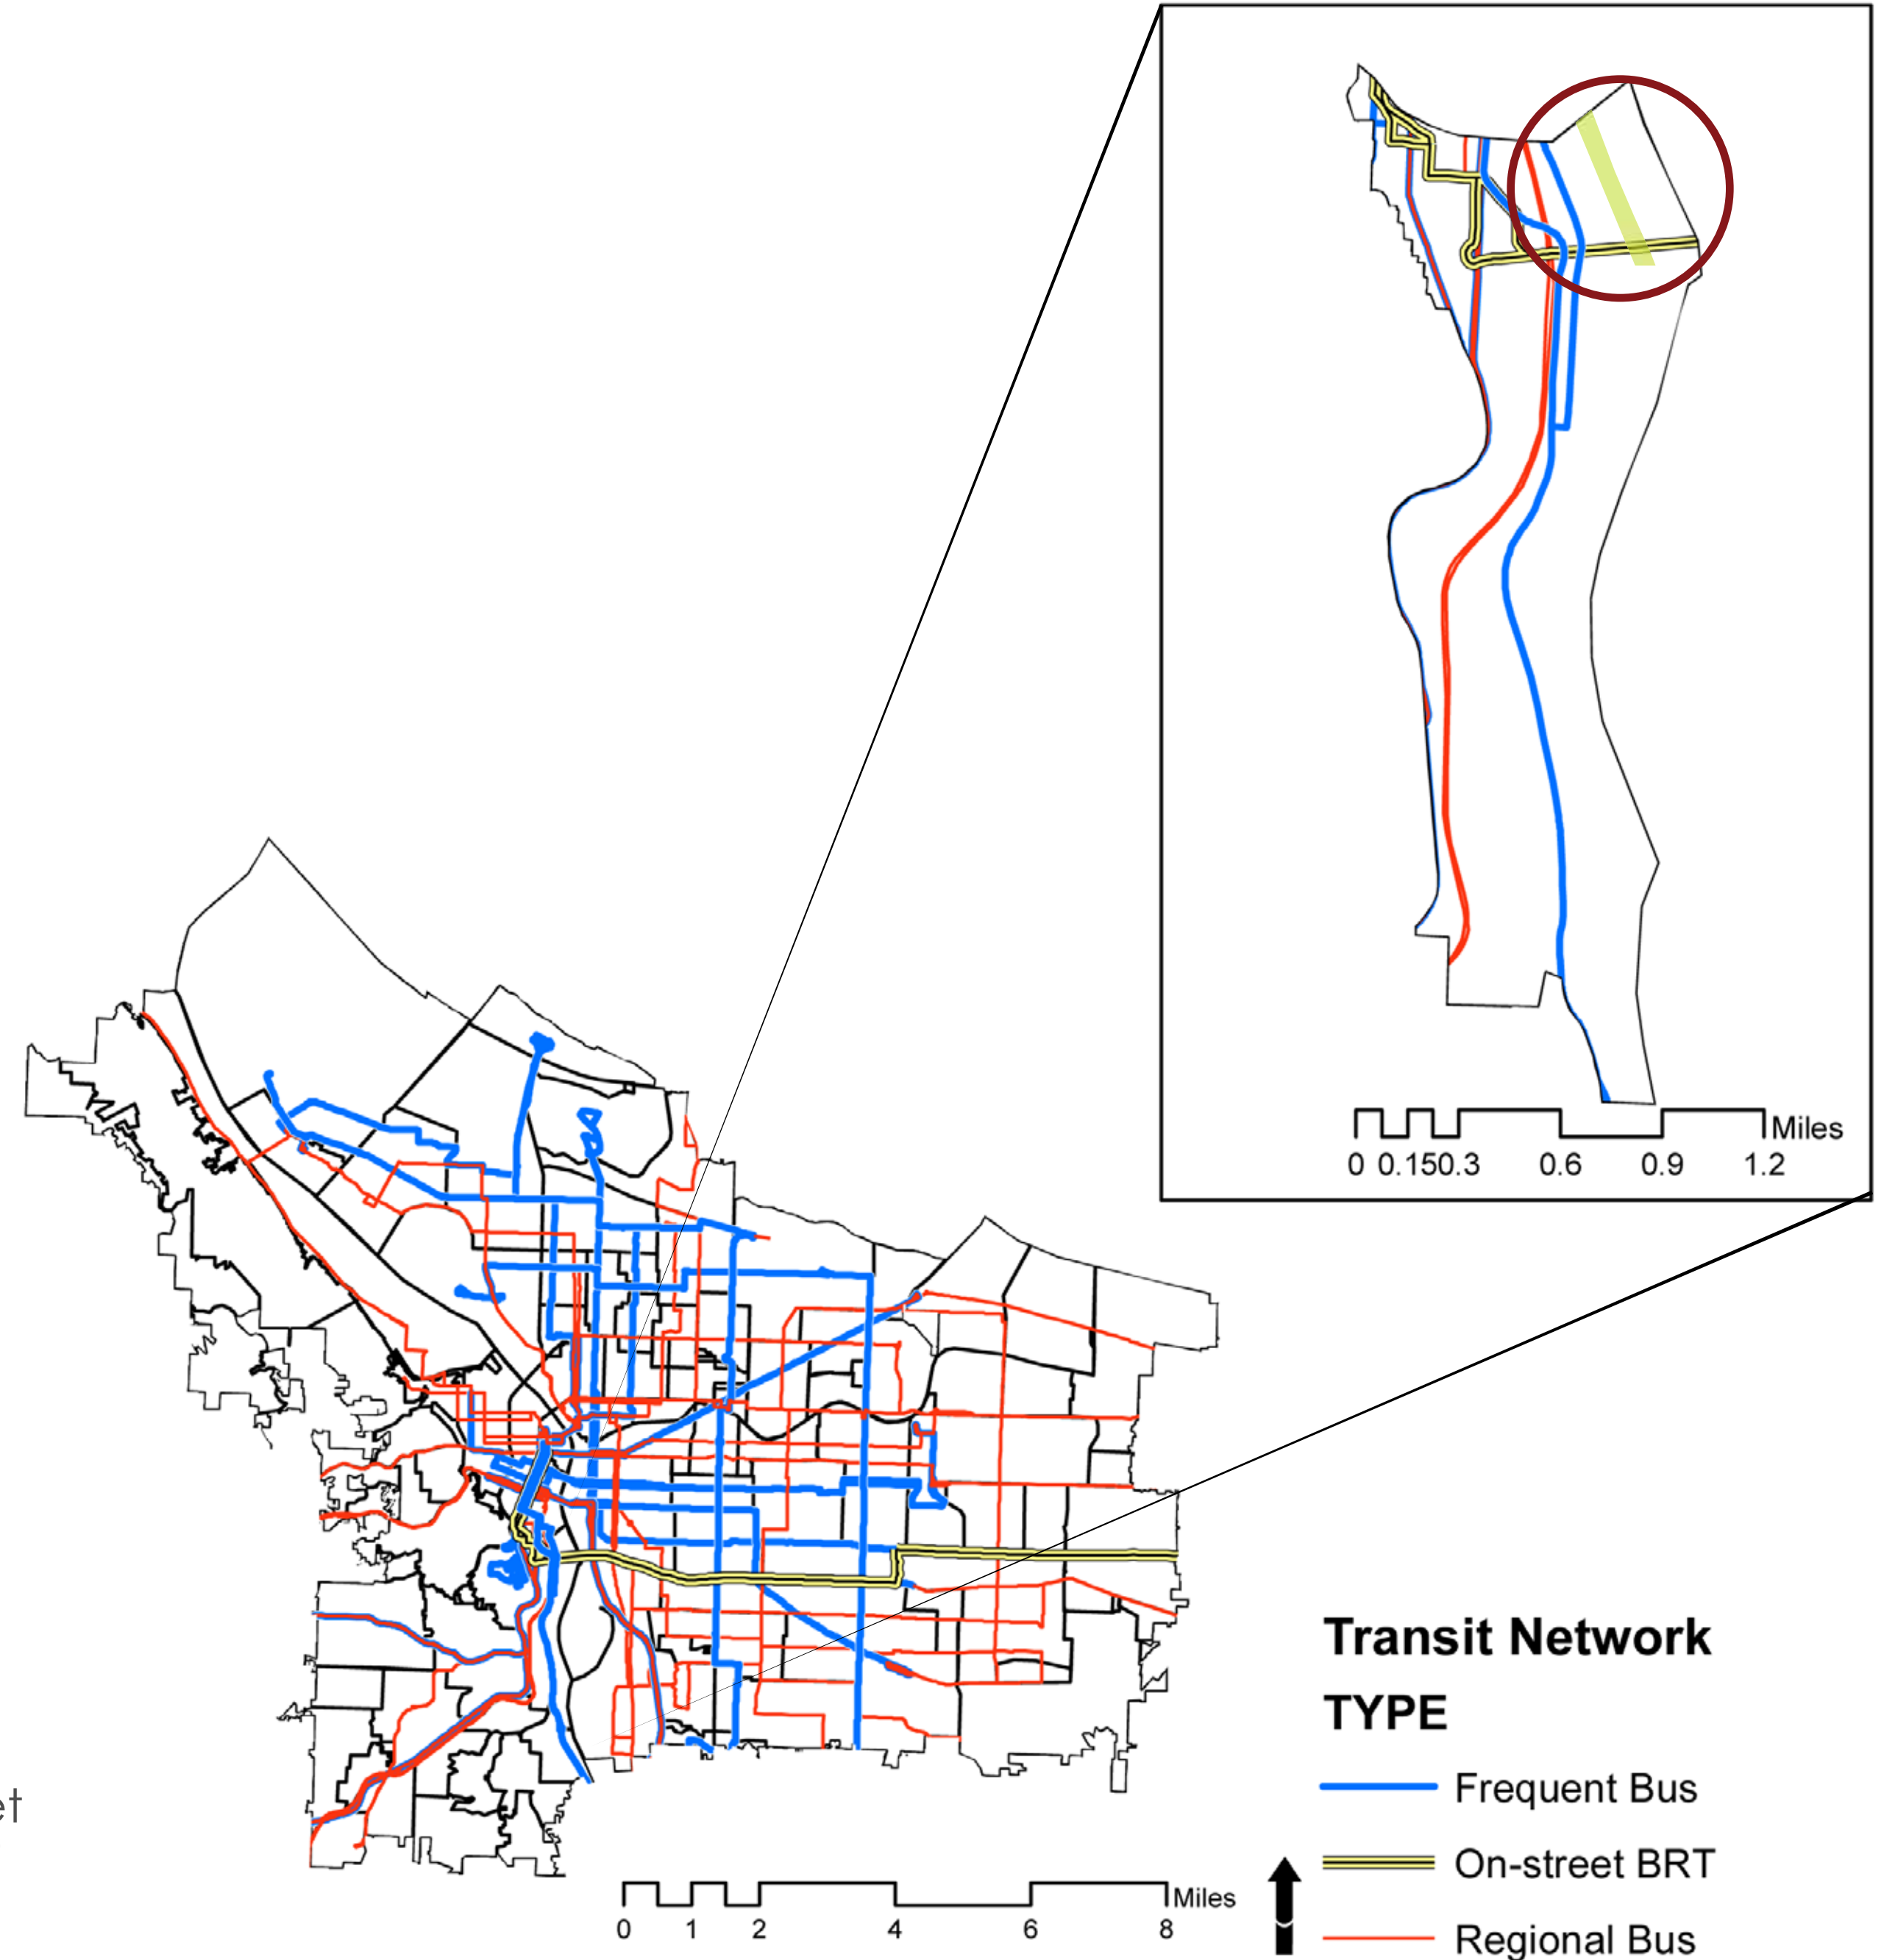 Miles
0 0.150.3 0.6 0.9 1.2
Transit Network
TYPE
Frequent Bus
On-street BRT
Regional Bus
et
Miles
0 1 2 4 6 8